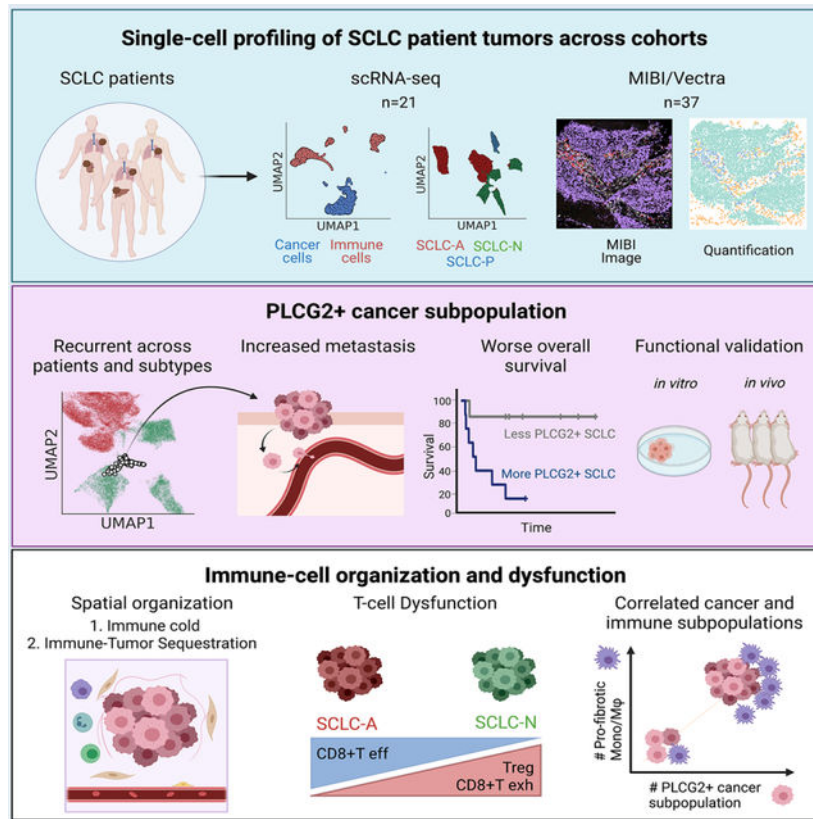 Single-cell profiling of SCLC patient tumors across cohorts
SCLC patients
scRNA-seq
n=21
MIBI/Vectra
n=37
UMAP2
UMAP1
Cancer cells
Immune cells
UMAP2
UMAP1
SCLC-A SCLC-N
SCLC-P
MIBI
Image
Quantification
PLCG2+ cancer subpopulation
Recurrent across
patients and subtypes
UMAP2
UMAP1
Increased metastasis
Worse overall
survival
Survival
100
80
60
40
20
0
Less PLCG2+ SCLC
More PLCG2+ SCLC
Time
Functional validation
in vitro
in vivo
Immune-cell organization and dysfunction
Spatial organization
1. Immune cold
2. Immune-Tumor Sequestration
T-cell Dysfunction
SCLC-A
SCLC-N
CD8+T eff
Treg
CD8+T exh
Correlated cancer and
immune subpopulations
# Pro-fibrotic
Mono/Mφ
# PLCG2+ cancer
subpopulation